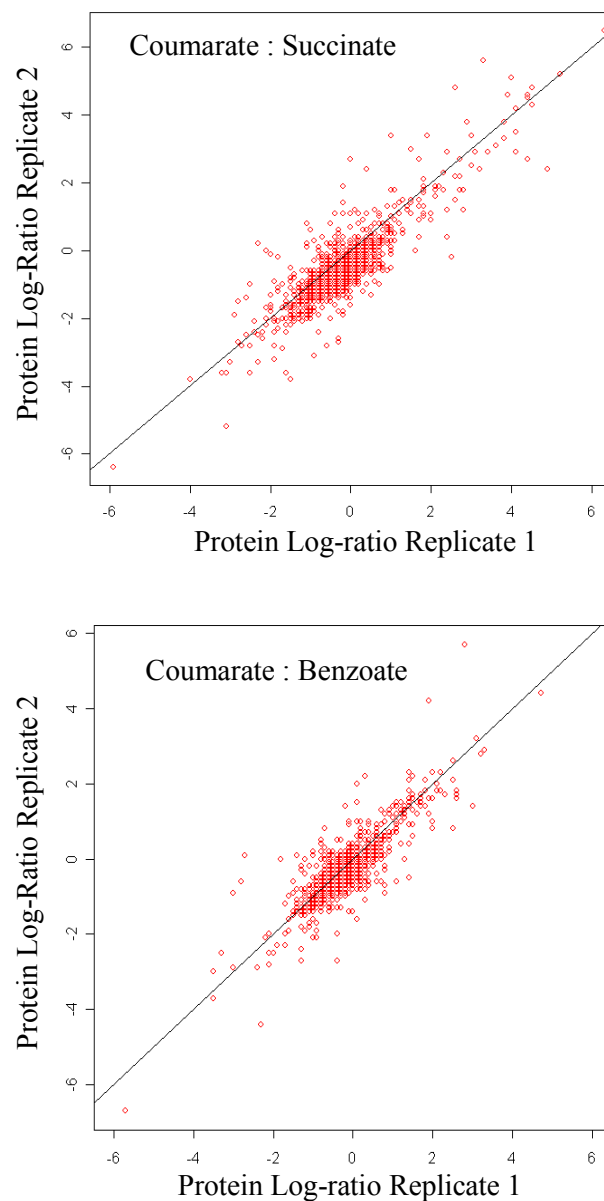 Coumarate : Succinate
Protein Log-Ratio Replicate 2
6
4
2
0
-2
-4
-6
-6 -4 -2 0 2 4 6
Protein Log-ratio Replicate 1
Coumarate : Benzoate
Protein Log-Ratio Replicate 2
6
4
2
0
-2
-4
-6
-6 -4 -2 0 2 4 6
Protein Log-ratio Replicate 1